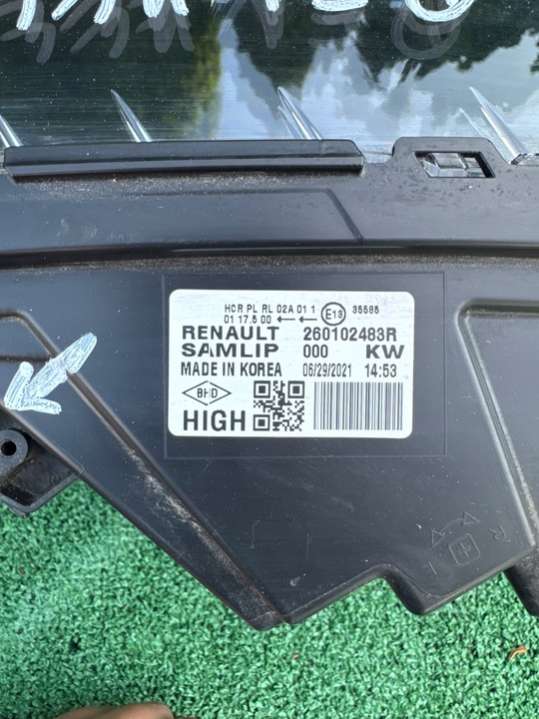 HCR PL RL 02A 01 1 E13 35585
01 17.5 00 ← ←
RENAULT 260102483R
SAMLIP 000 KW
MADE IN KOREA 06/29/2021 14:53
HIGH
R
L